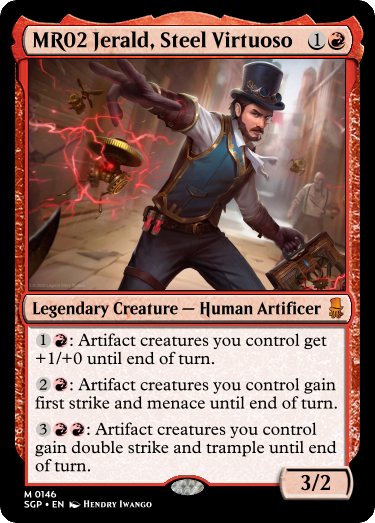 MR02 Jerald, Steel Virtuoso 1
Legendary Creature — Human Artificer
1 : Artifact creatures you control get
+1/+0 until end of turn.
2 : Artifact creatures you control gain
first strike and menace until end of turn.
3 : Artifact creatures you control
gain double strike and trample until end
of turn.
3/2
M 0146
SGP • EN Hendry Iwango